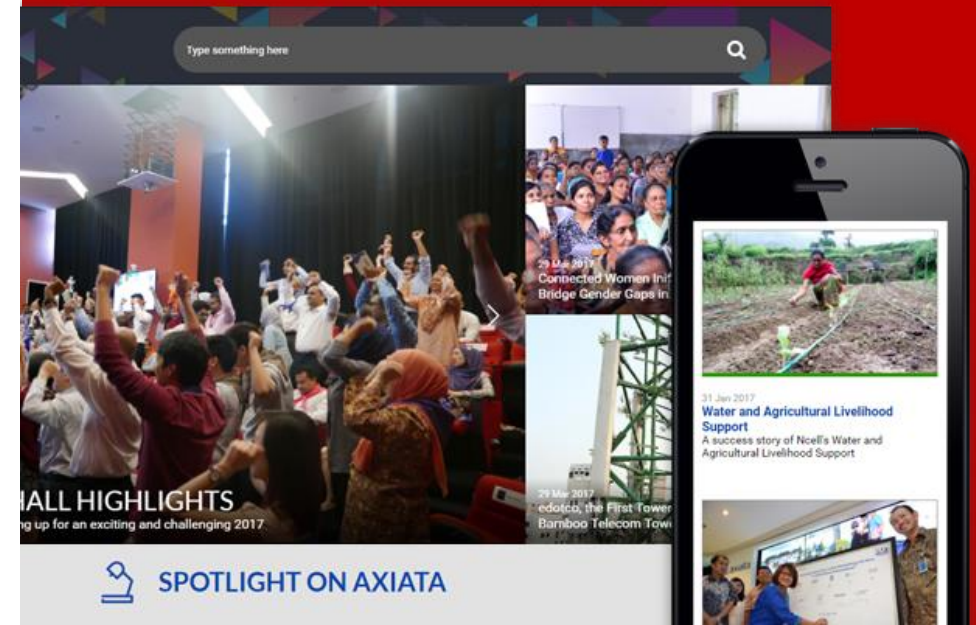 Type something here
29 Mar 2017
Connected Women Init
Bridge Gender Gaps in
HALL HIGHLIGHTS
ng up for an exciting and challenging 2017
29 Mar 2017
edotco, the First Tower
Bamboo Telecom Tow
SPOTLIGHT ON AXIATA
31 Jan 2017
Water and Agricultural Livelihood
Support
A success story of Ncell's Water and
Agricultural Livelihood Support
axiata